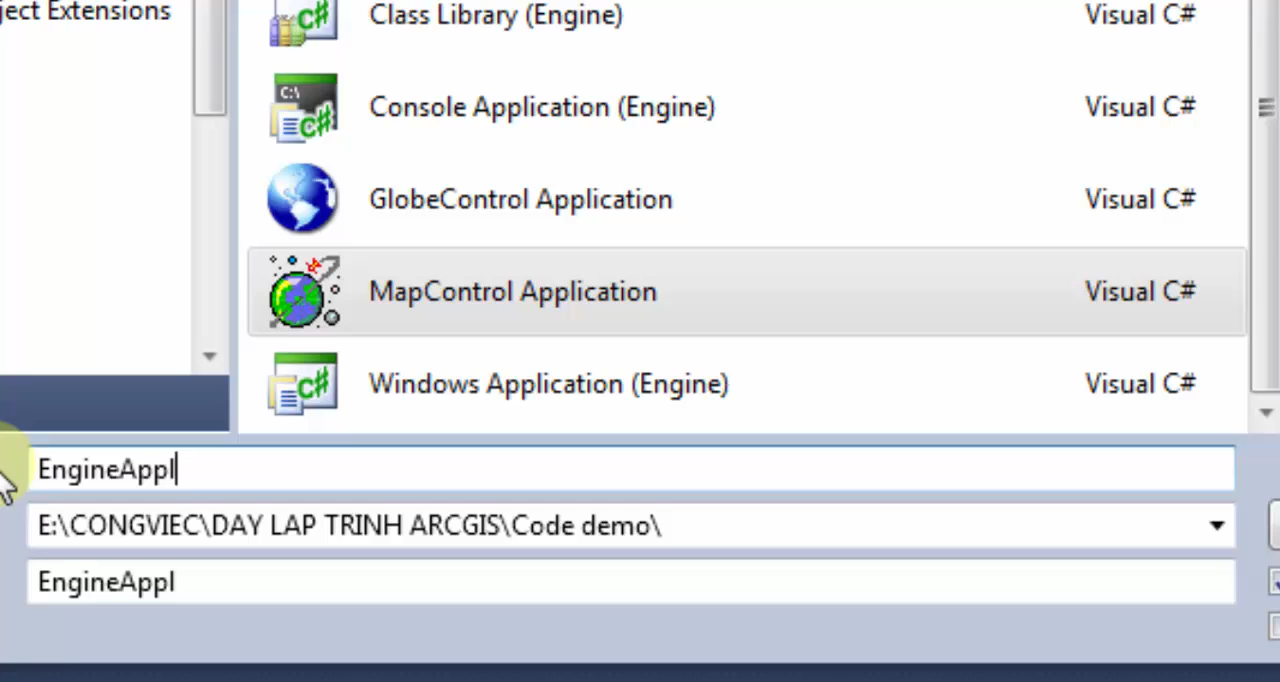 ject Extensions
Class Library (Engine) Visual C#
C:\ C#
Console Application (Engine) Visual C#
GlobeControl Application Visual C#
MapControl Application Visual C#
C#
Windows Application (Engine) Visual C#
EngineAppl
E:\CONGVIEC\DAY LAP TRINH ARCGIS\Code demo\
EngineAppl